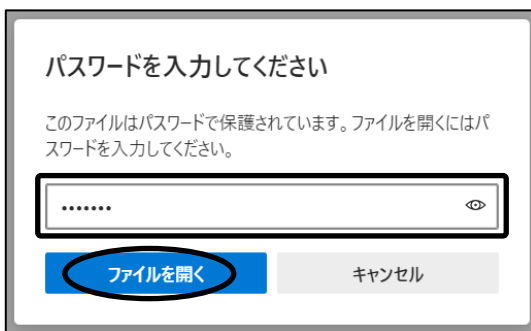 パスワードを入力してください
このファイルはパスワードで保護されています。ファイルを開くにはパ
スワードを入力してください。
•••••••
ファイルを開く
キャンセル